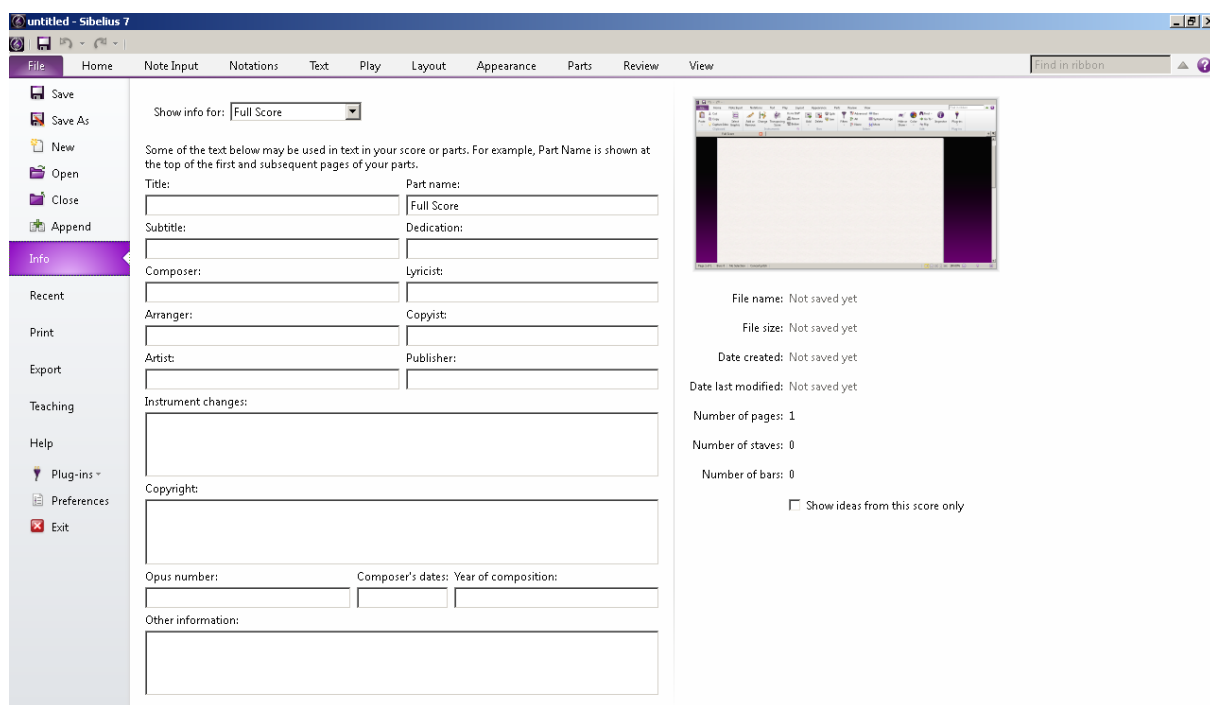 untitled - Sibelius 7
File Home Note Input Notations Text Play Layout Appearance Parts Review View Find in ribbon
Save
Save As
New
Open
Close
Append
Info
Recent
Print
Export
Teaching
Help
Plug-ins
Preferences
Exit
Show info for: Full Score
Some of the text below may be used in text in your score or parts. For example, Part Name is shown at
the top of the first and subsequent pages of your parts.
Title: Part name:
Full Score
Subtitle: Dedication:
Composer: Lyricist:
Arranger: Copyist:
Artist: Publisher:
Instrument changes:
Copyright:
Opus number: Composer's dates: Year of composition:
Other information:
File name: Not saved yet
File size: Not saved yet
Date created: Not saved yet
Date last modified: Not saved yet
Number of pages: 1
Number of staves: 0
Number of bars: 0
Show ideas from this score only